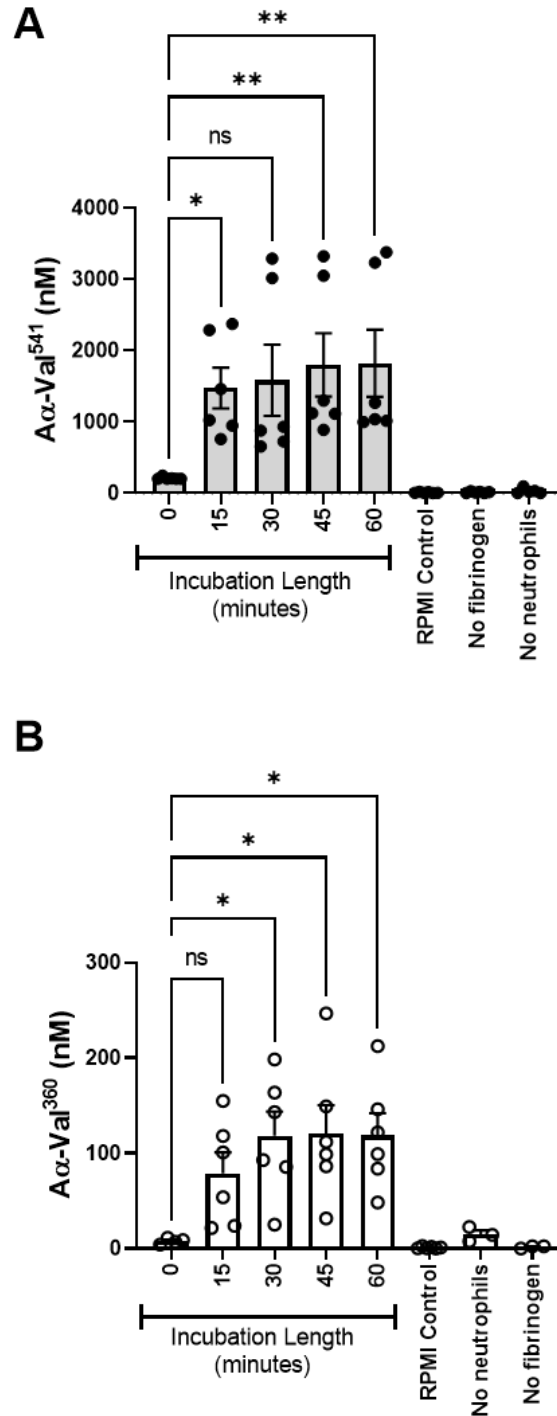 A
**
**
ns
*
4000
3000
2000
1000
0
Aα-Val541 (nM)
0
15
30
45
60
RPMI Control
No fibrinogen
No neutrophils
Incubation Length
(minutes)
B
*
*
*
ns
300
200
100
0
Aα-Val360 (nM)
0
15
30
45
60
RPMI Control
No neutrophils
No fibrinogen
Incubation Length
(minutes)